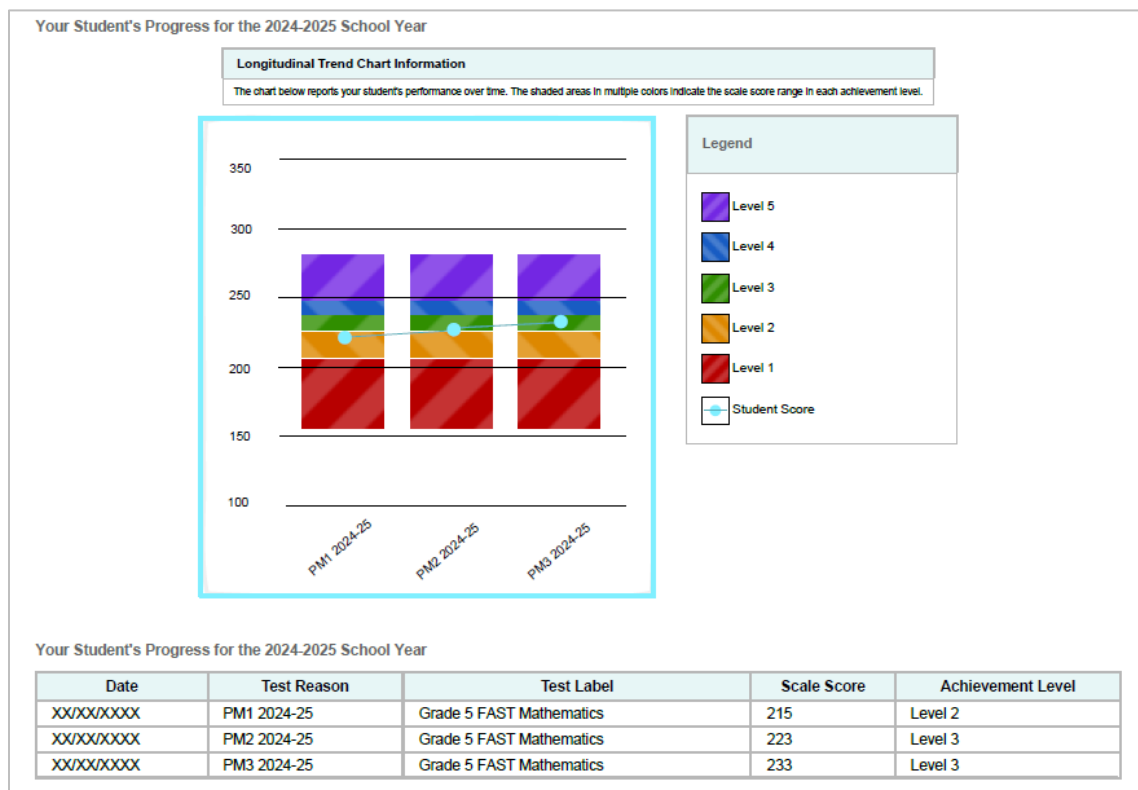 Your Student's Progress for the 2024-2025 School Year
Longitudinal Trend Chart Information
The chart below reports your student's performance over time. The shaded areas in multiple colors indicate the scale score range in each achievement level.
350
300
250
200
150
100
PM1 2024-25
PM2 2024-25
PM3 2024-25
Legend
Level 5
Level 4
Level 3
Level 2
Level 1
Student Score
Your Student's Progress for the 2024-2025 School Year
Date Test Reason Test Label Scale Score Achievement Level
XX/XX/XXXX PM1 2024-25 Grade 5 FAST Mathematics 215 Level 2
XX/XX/XXXX PM2 2024-25 Grade 5 FAST Mathematics 223 Level 3
XX/XX/XXXX PM3 2024-25 Grade 5 FAST Mathematics 233 Level 3